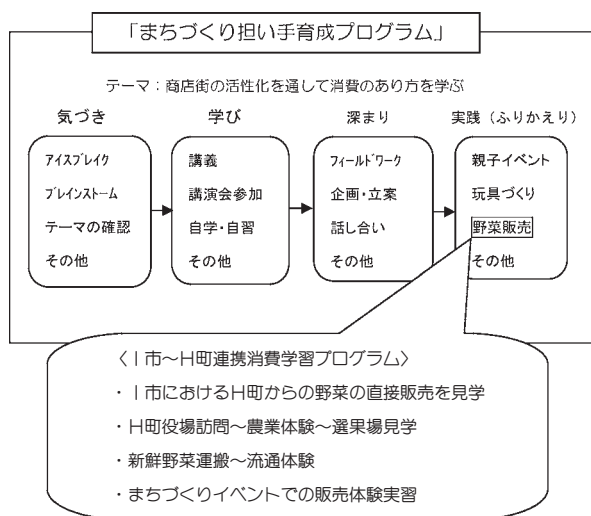 「まちづくり担い手育成プログラム」
テーマ：商店街の活性化を通して消費のあり方を学ぶ
気づき
ｱｲｽﾌﾞﾚｲｸ
ﾌﾞﾚｲﾝｽﾄｰﾑ
テーマの確認
その他
学び
講義
講演会参加
自学・自習
その他
深まり
ﾌｨｰﾙﾄﾞﾜｰｸ
企画・立案
話し合い
その他
実践（ふりかえり）
親子イベント
玩具づくり
野菜販売
その他
〈Ｉ市～Ｈ町連携消費学習プログラム〉
・Ｉ市におけるＨ町からの野菜の直接販売を見学
・Ｈ町役場訪問～農業体験～選果場見学
・新鮮野菜運搬～流通体験
・まちづくりイベントでの販売体験実習